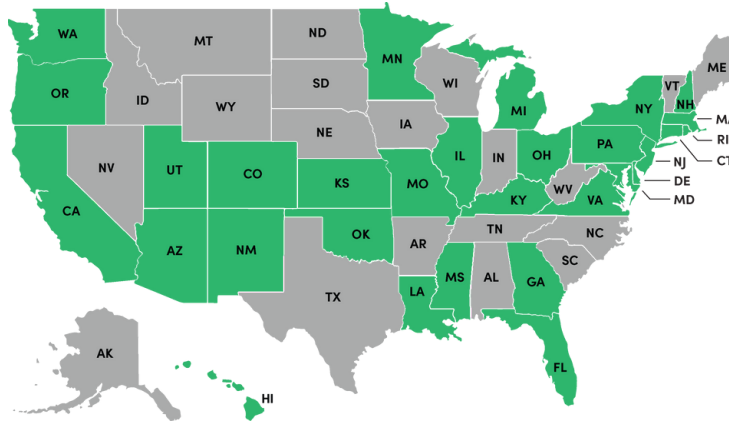 WA
MT
ND
MN
OR
ID
SD
WI
MI
VT
ME
NH
NY
WY
NE
IA
NV
UT
CO
KS
MO
IL
IN
OH
PA
MA
RI
CT
NJ
DE
MD
WV
VA
KY
CA
AZ
NM
OK
AR
TN
NC
SC
TX
LA
MS
AL
GA
FL
AK
HI